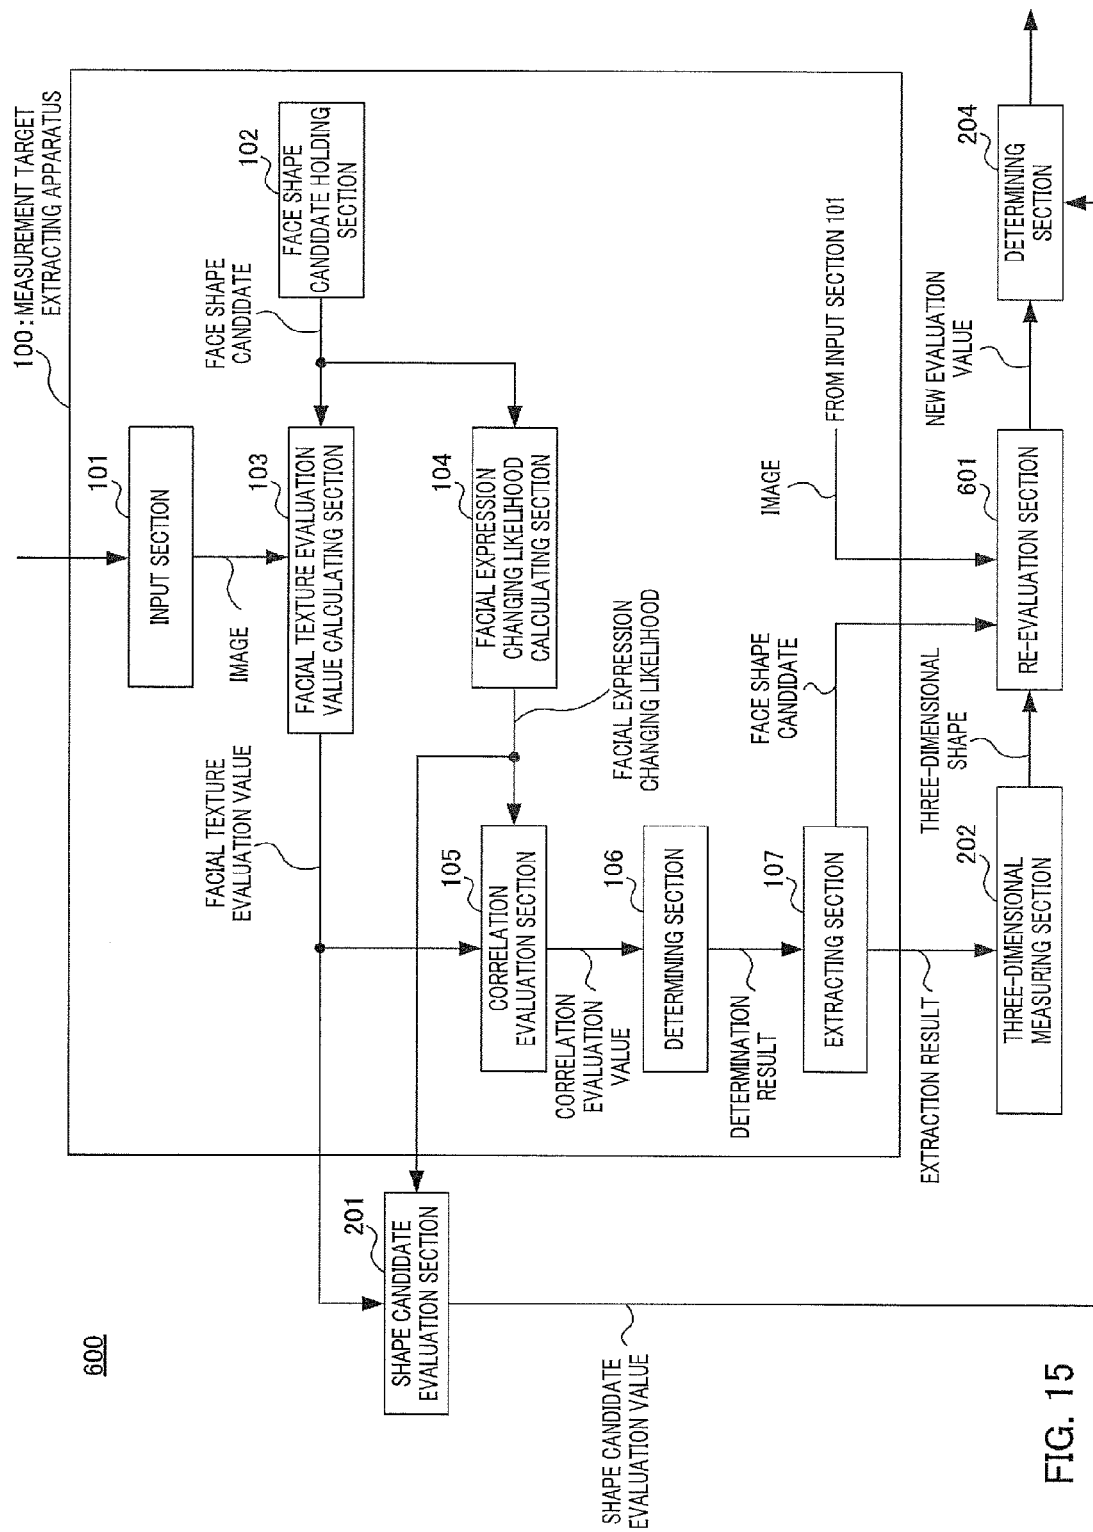 600
100:MEASUREMENT TARGET
EXTRACTING APPARATUS
101
INPUT SECTION
IMAGE
102
FACE SHAPE
CANDIDATE HOLDING
SECTION
FACE SHAPE
CANDIDATE
103
FACIAL TEXTURE EVALUATION
VALUE CALCULATING SECTION
FACIAL TEXTURE
EVALUATION VALUE
104
FACIAL EXPRESSION
CHANGING LIKELIHOOD
CALCULATING SECTION
FACIAL EXPRESSION
CHANGING LIKELIHOOD
201
SHAPE CANDIDATE
EVALUATION SECTION
105
CORRELATION
EVALUATION SECTION
CORRELATION
EVALUATION
VALUE
106
DETERMINING SECTION
DETERMINATION
RESULT
107
EXTRACTING SECTION
FACE SHAPE
CANDIDATE
IMAGE
FROM INPUT SECTION 101
EXTRACTION RESULT
202
THREE-DIMENSIONAL
MEASURING SECTION
THREE-DIMENSIONAL
SHAPE
601
RE-EVALUATION SECTION
NEW EVALUATION
VALUE
204
DETERMINING
SECTION
SHAPE CANDIDATE
EVALUATION VALUE
FIG. 15